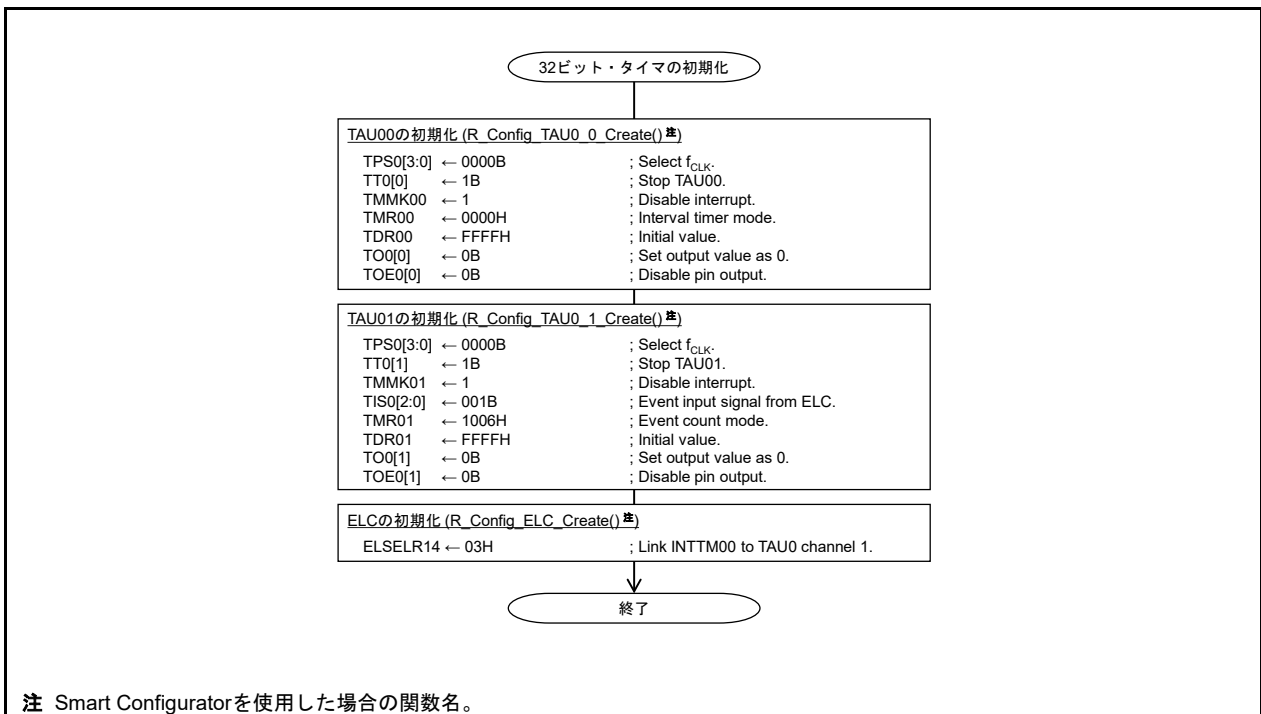 32ビット・タイマの初期化
TAU00の初期化 (R_Config_TAU0_0_Create() 注)
TPS0[3:0] ← 0000B ; Select fCLK.
TT0[0] ← 1B ; Stop TAU00.
TMMK00 ← 1 ; Disable interrupt.
TMR00 ← 0000H ; Interval timer mode.
TDR00 ← FFFFH ; Initial value.
TO0[0] ← 0B ; Set output value as 0.
TOE0[0] ← 0B ; Disable pin output.
TAU01の初期化 (R_Config_TAU0_1_Create() 注)
TPS0[3:0] ← 0000B ; Select fCLK.
TT0[1] ← 1B ; Stop TAU01.
TMMK01 ← 1 ; Disable interrupt.
TIS0[2:0] ← 001B ; Event input signal from ELC.
TMR01 ← 1006H ; Event count mode.
TDR01 ← FFFFH ; Initial value.
TO0[1] ← 0B ; Set output value as 0.
TOE0[1] ← 0B ; Disable pin output.
ELCの初期化 (R_Config_ELC_Create() 注)
ELSELR14 ← 03H ; Link INTTM00 to TAU0 channel 1.
終了
注 Smart Configuratorを使用した場合の関数名。